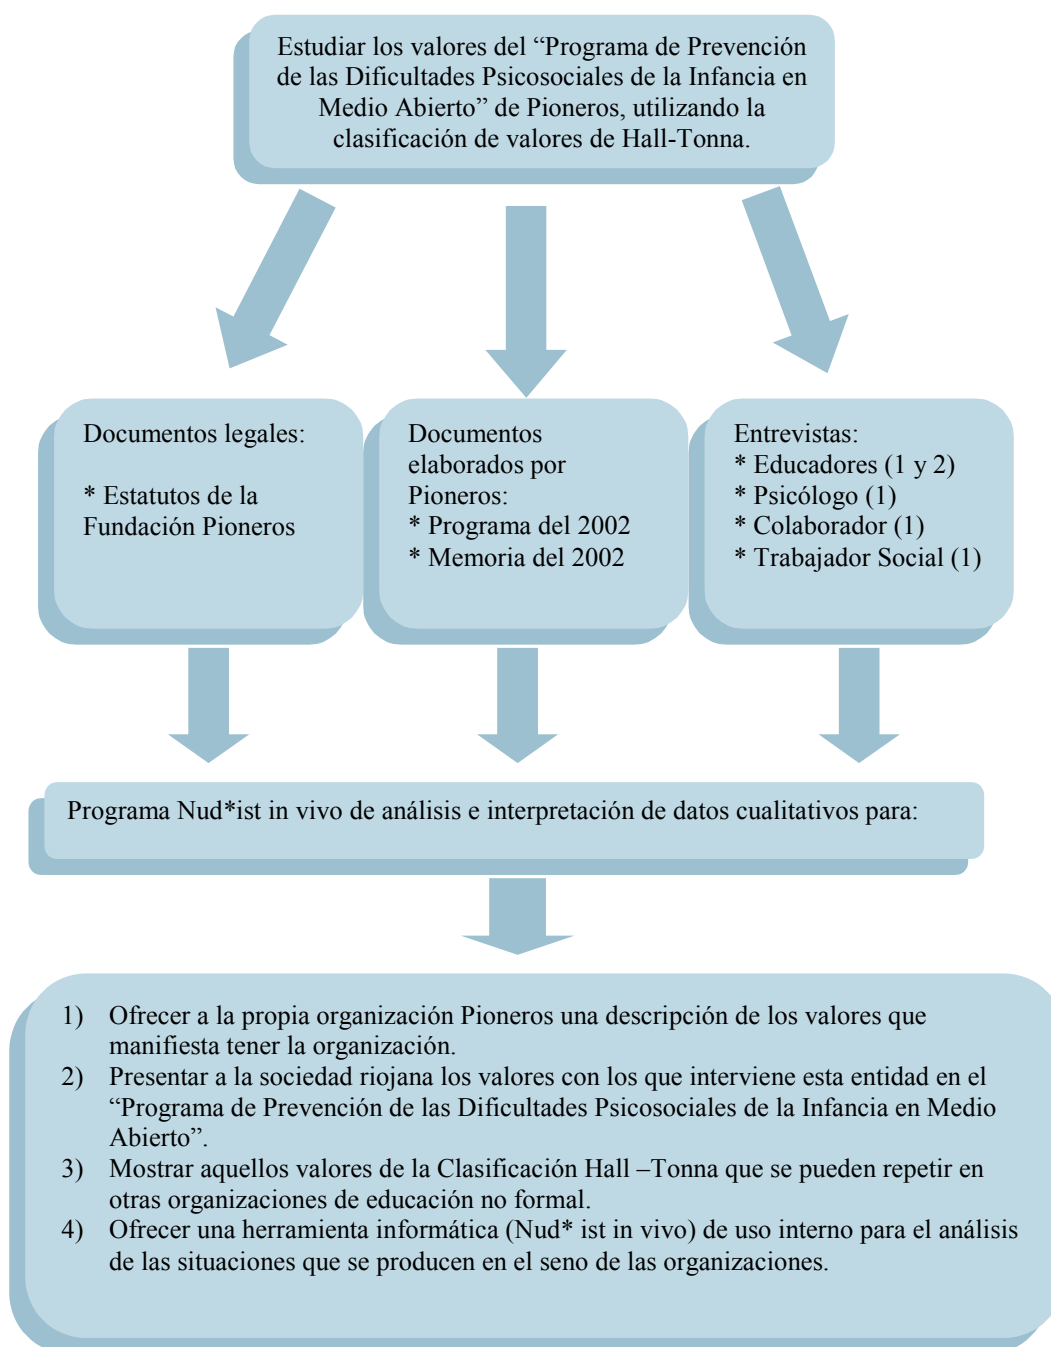 Estudiar los valores del “Programa de Prevención
de las Dificultades Psicosociales de la Infancia en
Medio Abierto” de Pioneros, utilizando la
clasificación de valores de Hall-Tonna.
Documentos legales:
* Estatutos de la
Fundación Pioneros
Documentos
elaborados por
Pioneros:
* Programa del 2002
* Memoria del 2002
Entrevistas:
* Educadores (1 y 2)
* Psicólogo (1)
* Colaborador (1)
* Trabajador Social (1)
Programa Nud*ist in vivo de análisis e interpretación de datos cualitativos para:
1) Ofrecer a la propia organización Pioneros una descripción de los valores que
manifiesta tener la organización.
2) Presentar a la sociedad riojana los valores con los que interviene esta entidad en el
“Programa de Prevención de las Dificultades Psicosociales de la Infancia en Medio
Abierto”.
3) Mostrar aquellos valores de la Clasificación Hall –Tonna que se pueden repetir en
otras organizaciones de educación no formal.
4) Ofrecer una herramienta informática (Nud* ist in vivo) de uso interno para el análisis
de las situaciones que se producen en el seno de las organizaciones.